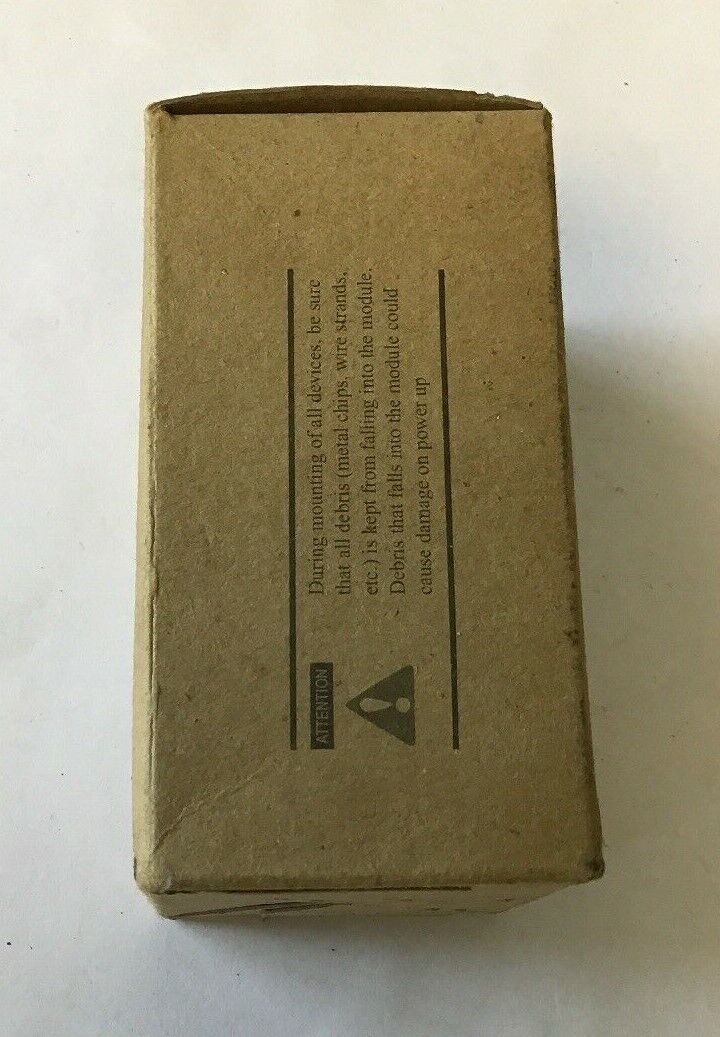 ATTENTION
During mounting of all devices, be sure
that all debris (metal chips, wire strands,
etc.) is kept from falling into the module.
Debris that falls into the module could
cause damage on power up